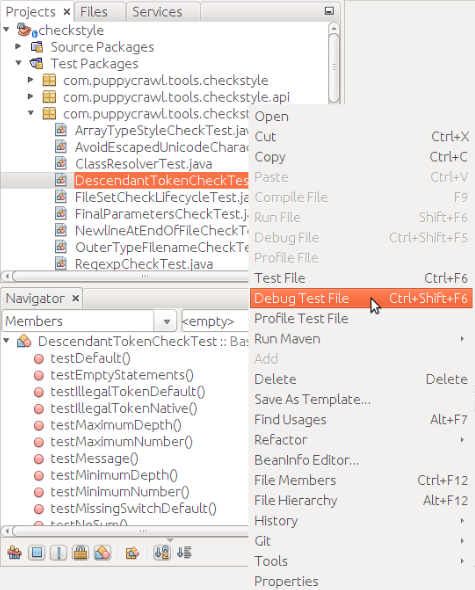 Projects × Files Services
checkstyle
Source Packages
Test Packages
com.puppycrawl.tools.checkstyle
com.puppycrawl.tools.checkstyle.api
com.puppycrawl.tools.checkst
ArrayTypeStyleCheckTest.jav
AvoidEscapedUnicodeChara
ClassResolverTest.java
DescendantTokenCheckTes
FileSetCheckLifecycleTest.j
FinalParametersCheckTest.
NewlineAtEndOfFileCheckT
OuterTypeFilenameCheckTe
RegexpCheckTest.java
Navigator ×
Members <empty>
DescendantTokenCheckTest :: Bas
testDefault()
testEmptyStatements()
testIllegalTokenDefault()
testIllegalTokenNative()
testMaximumDepth()
testMaximumNumber()
testMessage()
testMinimumDepth()
testMinimumNumber()
testMissingSwitchDefault()
testNoSum()
Open
Cut Ctrl+X
Copy Ctrl+C
Paste Ctrl+V
Compile File F9
Run File Shift+F6
Debug File Ctrl+Shift+F5
Profile File
Test File Ctrl+F6
Debug Test File Ctrl+Shift+F6
Profile Test File
Run Maven
Add
Delete Delete
Save As Template...
Find Usages Alt+F7
Refactor
BeanInfo Editor...
File Members Ctrl+F12
File Hierarchy Alt+F12
History
Git
Tools
Properties